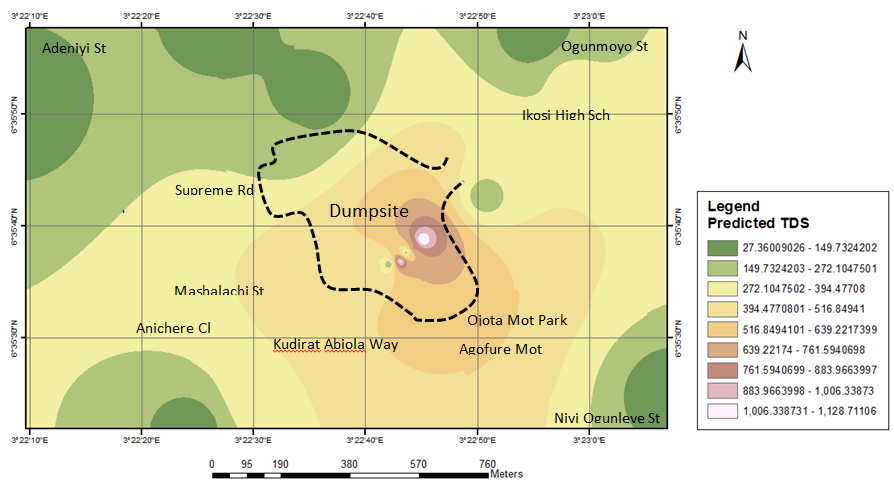 3°22'10"E 3°22'20"E 3°22'30"E 3°22'40"E 3°22'50"E 3°23'0"E
Adeniyi St
Ogunmoyo St
N
6°35'50"N
6°35'50"N
Ikosi High Sch
Supreme Rd
Dumpsite
6°35'40"N
6°35'40"N
Mashalachi St
Anichere Cl
Ojota Mot Park
6°35'30"N
6°35'30"N
Kudirat Abiola Way
Agofure Mot
Niyi Ogunleye St
3°22'10"E 3°22'20"E 3°22'30"E 3°22'40"E 3°22'50"E 3°23'0"E
0 95 190 380 570 760
Meters
Legend
Predicted TDS
27.36009026 - 149.7324202
149.7324203 - 272.1047501
272.1047502 - 394.47708
394.4770801 - 516.84941
516.8494101 - 639.2217399
639.22174 - 761.5940698
761.5940699 - 883.9663997
883.9663998 - 1,006.33873
1,006.338731 - 1,128.71106